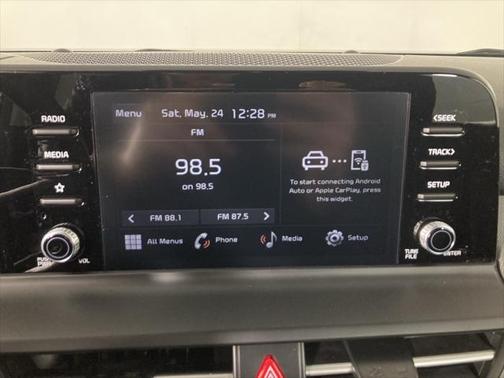 RADIO
MEDIA
Menu Sat, May. 24 12:28 PM
FM
98.5
on 98.5
FM 88.1 FM 87.5
To start connecting Android
Auto or Apple CarPlay, press
this widget.
All Menus Phone Media Setup
<SEEK
TRACK>
SETUP
PUSH
VOL
TUNE
FILE
ENTER